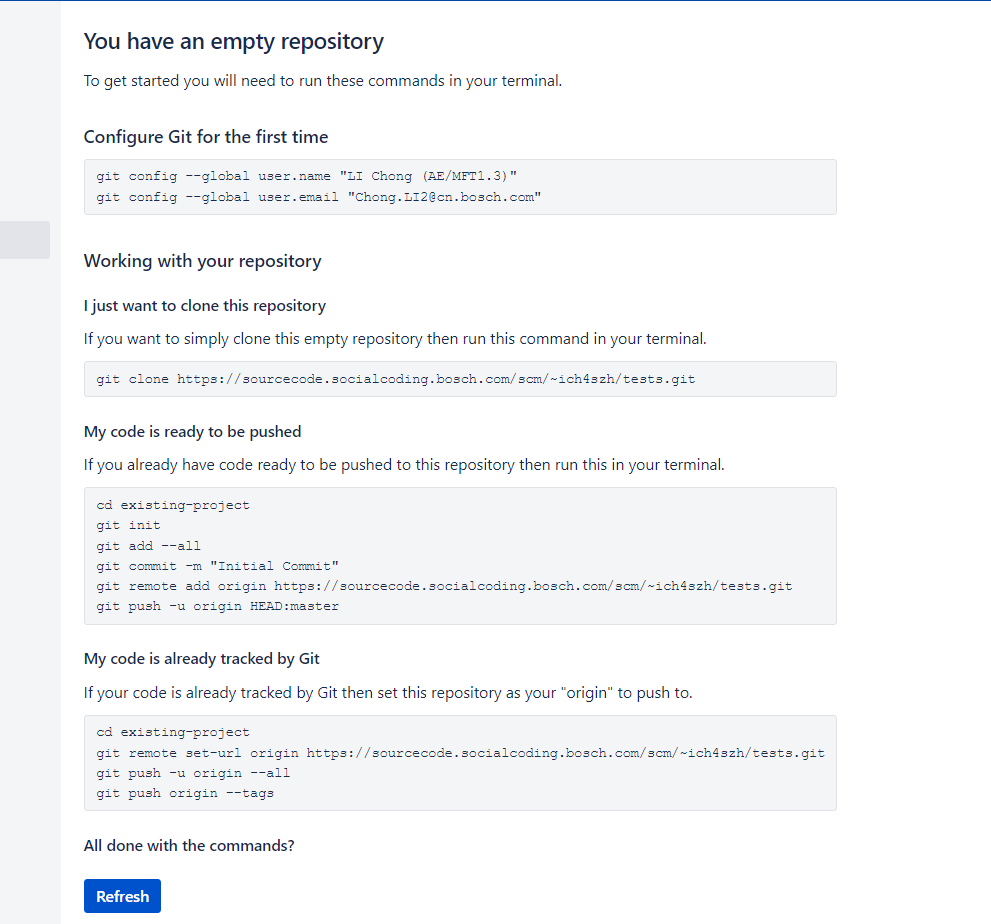 You have an empty repository
To get started you will need to run these commands in your terminal.
Configure Git for the first time
git config --global user.name "LI Chong (AE/MFT1.3)"
git config --global user.email "Chong.LI2@cn.bosch.com"
Working with your repository
I just want to clone this repository
If you want to simply clone this empty repository then run this command in your terminal.
git clone https://sourcecode.socialcoding.bosch.com/scm/~ich4szh/tests.git
My code is ready to be pushed
If you already have code ready to be pushed to this repository then run this in your terminal.
cd existing-project
git init
git add --all
git commit -m "Initial Commit"
git remote add origin https://sourcecode.socialcoding.bosch.com/scm/~ich4szh/tests.git
git push -u origin HEAD:master
My code is already tracked by Git
If your code is already tracked by Git then set this repository as your "origin" to push to.
cd existing-project
git remote set-url origin https://sourcecode.socialcoding.bosch.com/scm/~ich4szh/tests.git
git push -u origin --all
git push origin --tags
All done with the commands?
Refresh